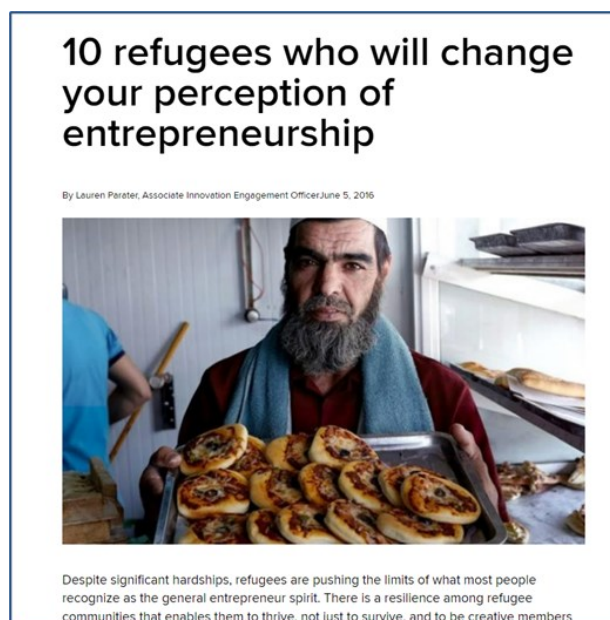 10 refugees who will change
your perception of
entrepreneurship
By Lauren Parater, Associate Innovation Engagement OfficerJune 5, 2016
Despite significant hardships, refugees are pushing the limits of what most people
recognize as the general entrepreneur spirit. There is a resilience among refugee
communities that enables them to thrive, not just to survive, and to be creative members